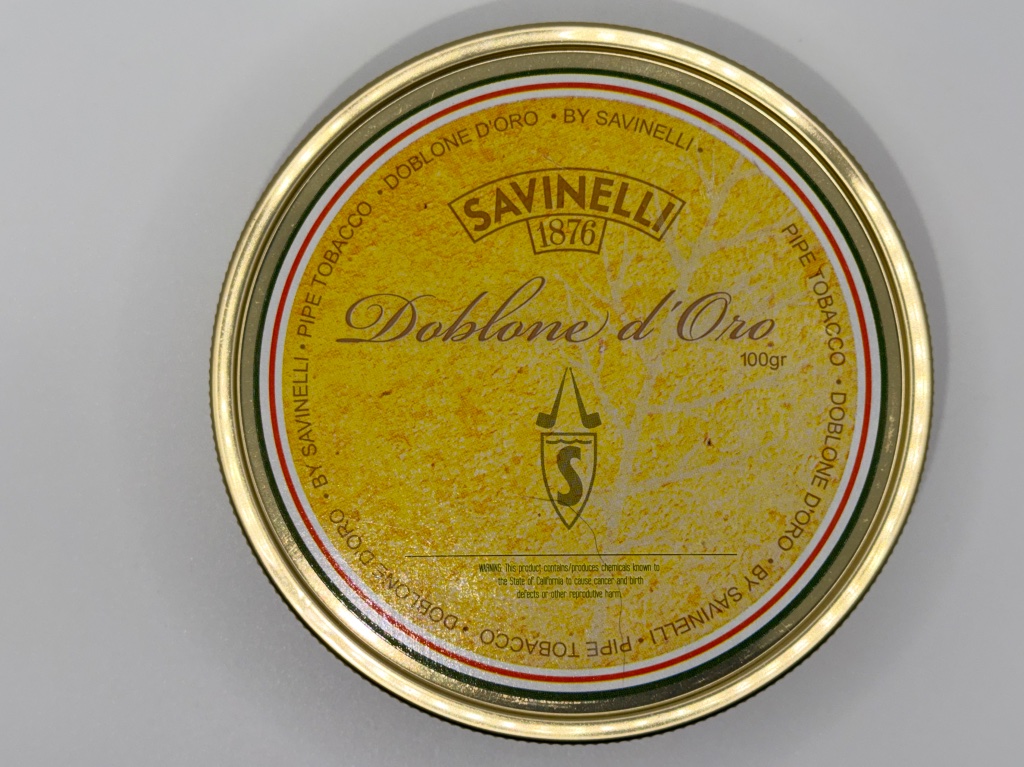 SAVINELLI
1876
Doblone d'Oro
100gr
S
WARNING: This product contains/produces chemicals known to
the State of California to cause cancer and birth
defects or other reprodutive harm.
• DOBLONE D'ORO • BY SAVINELLI • PIPE TOBACCO • DOBLONE D'ORO • BY SAVINELLI • PIPE TOBACCO • DOBLONE D'ORO • BY SAVINELLI • PIPE TOBACCO